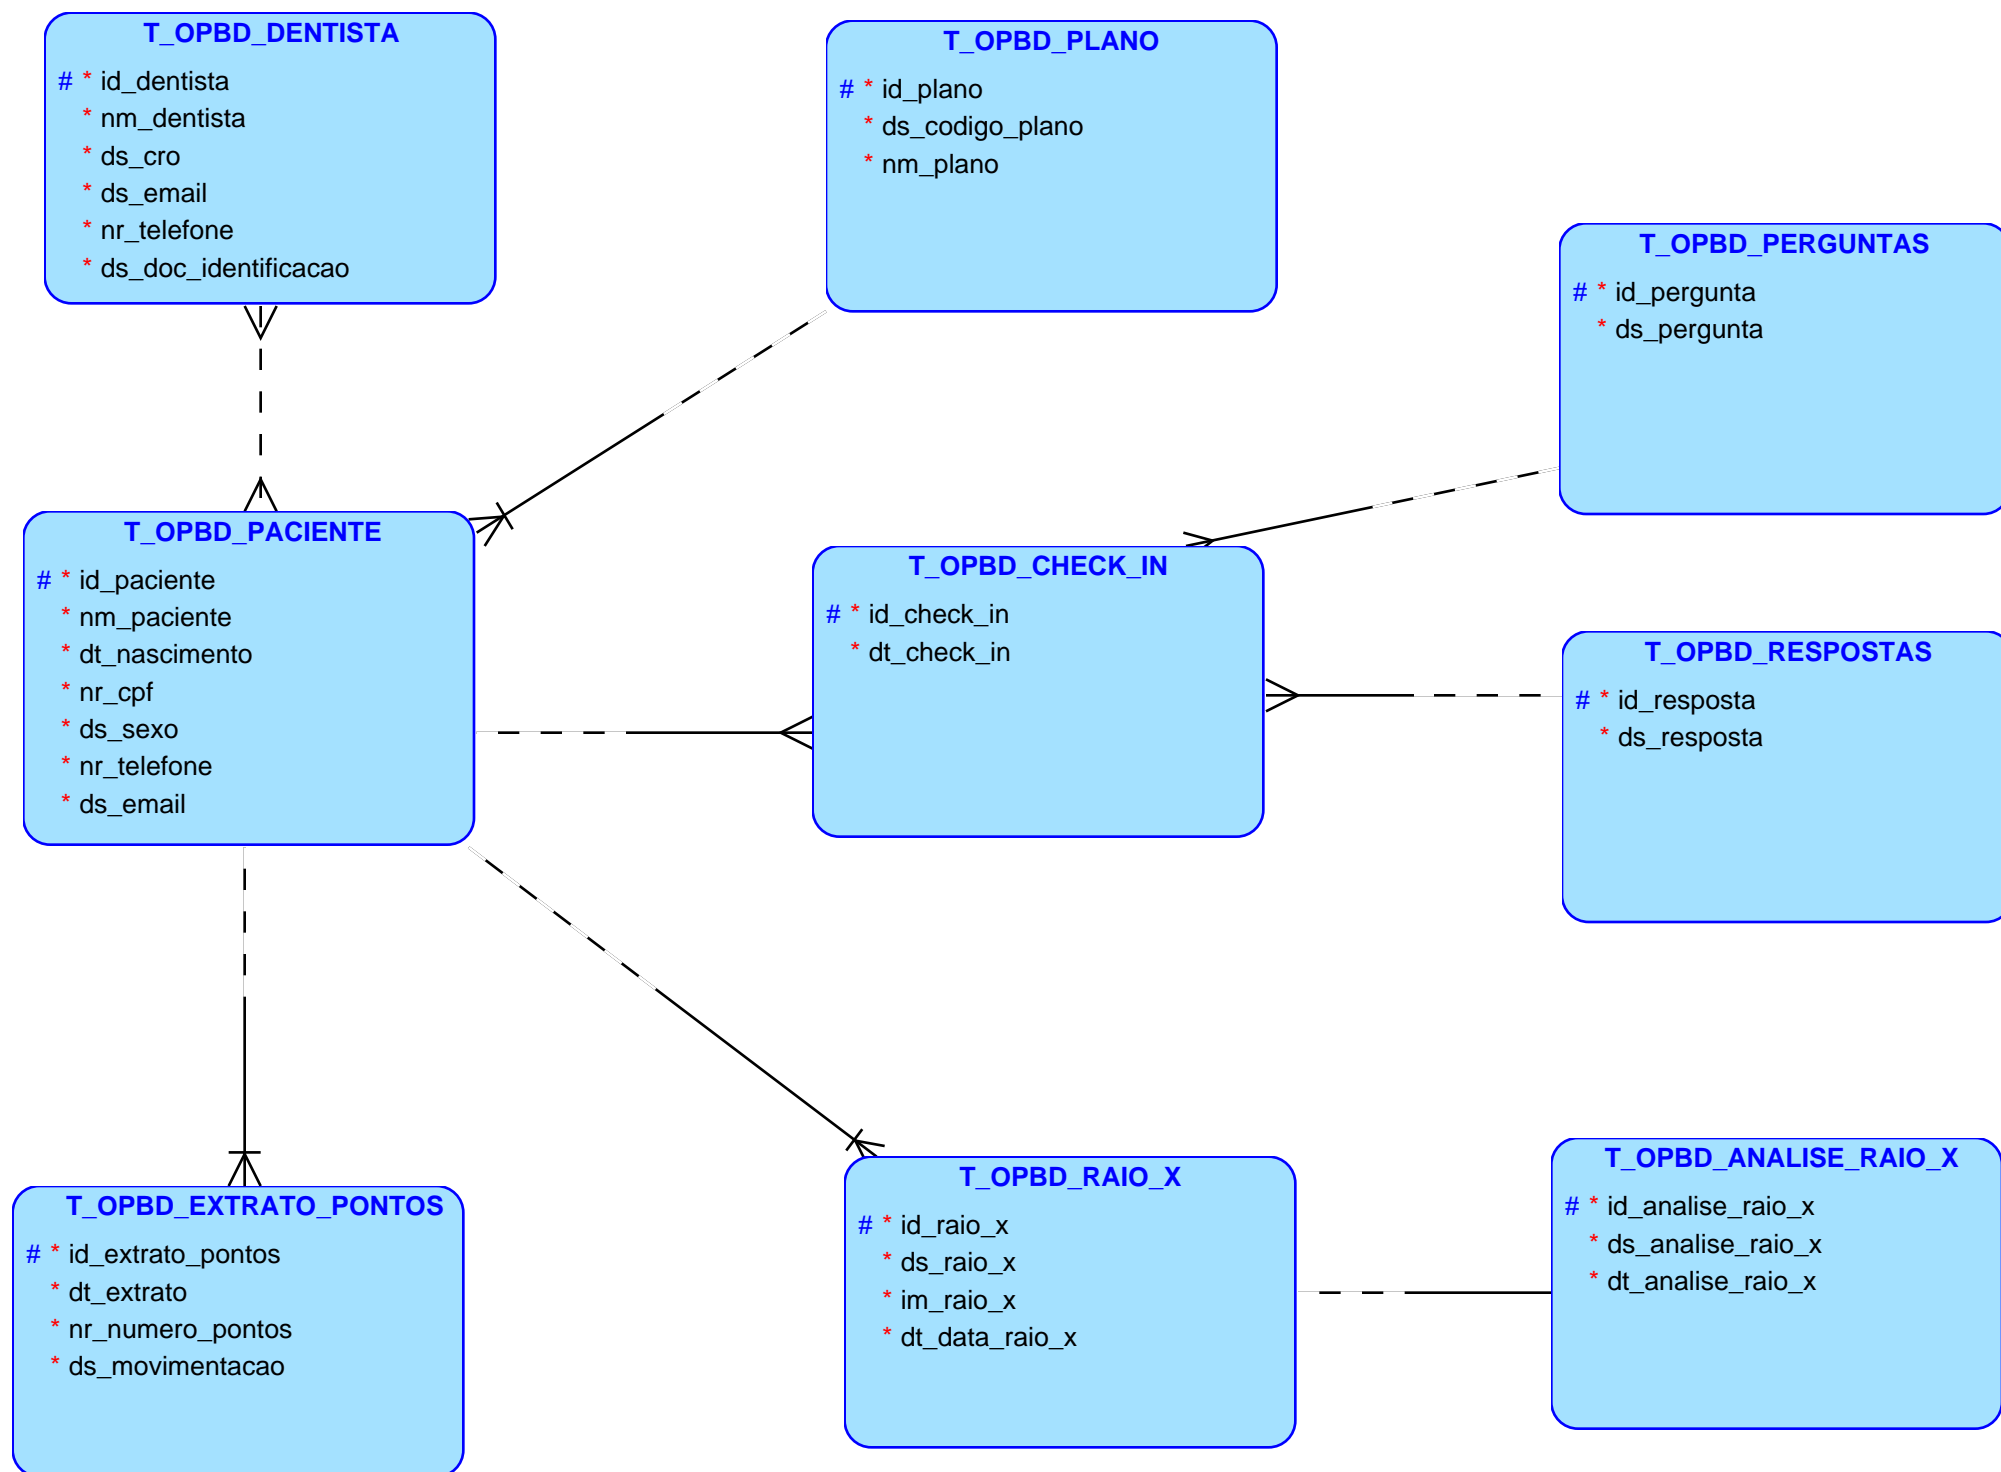 T_OPBD_DENTISTA
# * id_dentista
* nm_dentista
* ds_cro
* ds_email
* nr_telefone
* ds_doc_identificacao
T_OPBD_PLANO
# * id_plano
* ds_codigo_plano
* nm_plano
T_OPBD_PERGUNTAS
# * id_pergunta
* ds_pergunta
T_OPBD_PACIENTE
# * id_paciente
* nm_paciente
* dt_nascimento
* nr_cpf
* ds_sexo
* nr_telefone
* ds_email
T_OPBD_CHECK_IN
# * id_check_in
* dt_check_in
T_OPBD_RESPOSTAS
# * id_resposta
* ds_resposta
T_OPBD_EXTRATO_PONTOS
# * id_extrato_pontos
* dt_extrato
* nr_numero_pontos
* ds_movimentacao
T_OPBD_RAIO_X
# * id_raio_x
* ds_raio_x
* im_raio_x
* dt_data_raio_x
T_OPBD_ANALISE_RAIO_X
# * id_analise_raio_x
* ds_analise_raio_x
* dt_analise_raio_x